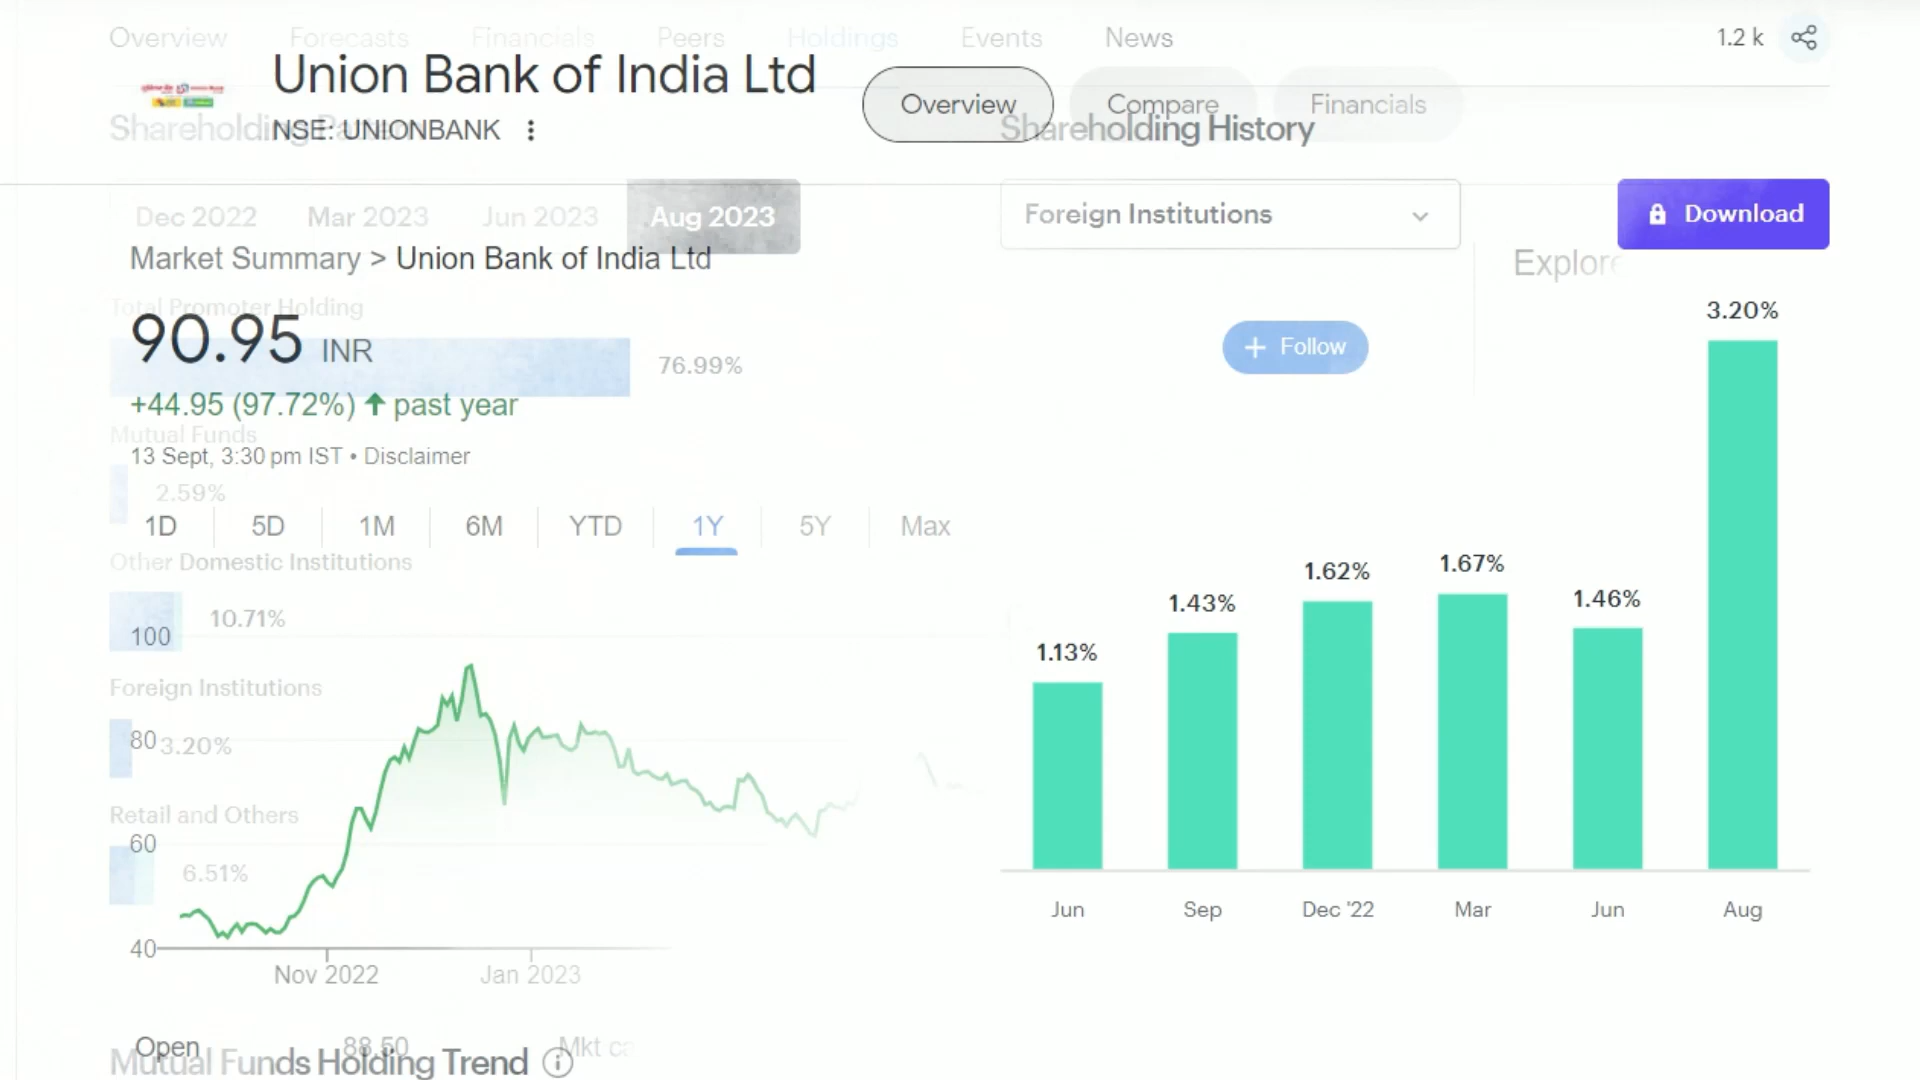 Overview Forecasts Financials Peers Holdings Events News 1.2 k
Union Bank of India Ltd
NSE: UNIONBANK
Overview Compare Financials
Shareholding Pattern
Shareholding History
Dec 2022 Mar 2023 Jun 2023 Aug 2023
Foreign Institutions
Download
Market Summary > Union Bank of India Ltd
Explore
Total Promoter Holding
90.95 INR
76.99%
+ Follow
+44.95 (97.72%) past year
Mutual Funds
13 Sept, 3:30 pm IST • Disclaimer
2.59%
1D 5D 1M 6M YTD 1Y 5Y Max
Other Domestic Institutions
10.71%
100
Foreign Institutions
80
3.20%
Retail and Others
60
6.51%
40
Nov 2022 Jan 2023
3.20%
1.67%
1.62%
1.46%
1.43%
1.13%
Jun Sep Dec '22 Mar Jun Aug
Open 88.50 Mkt ca
Mutual Funds Holding Trend